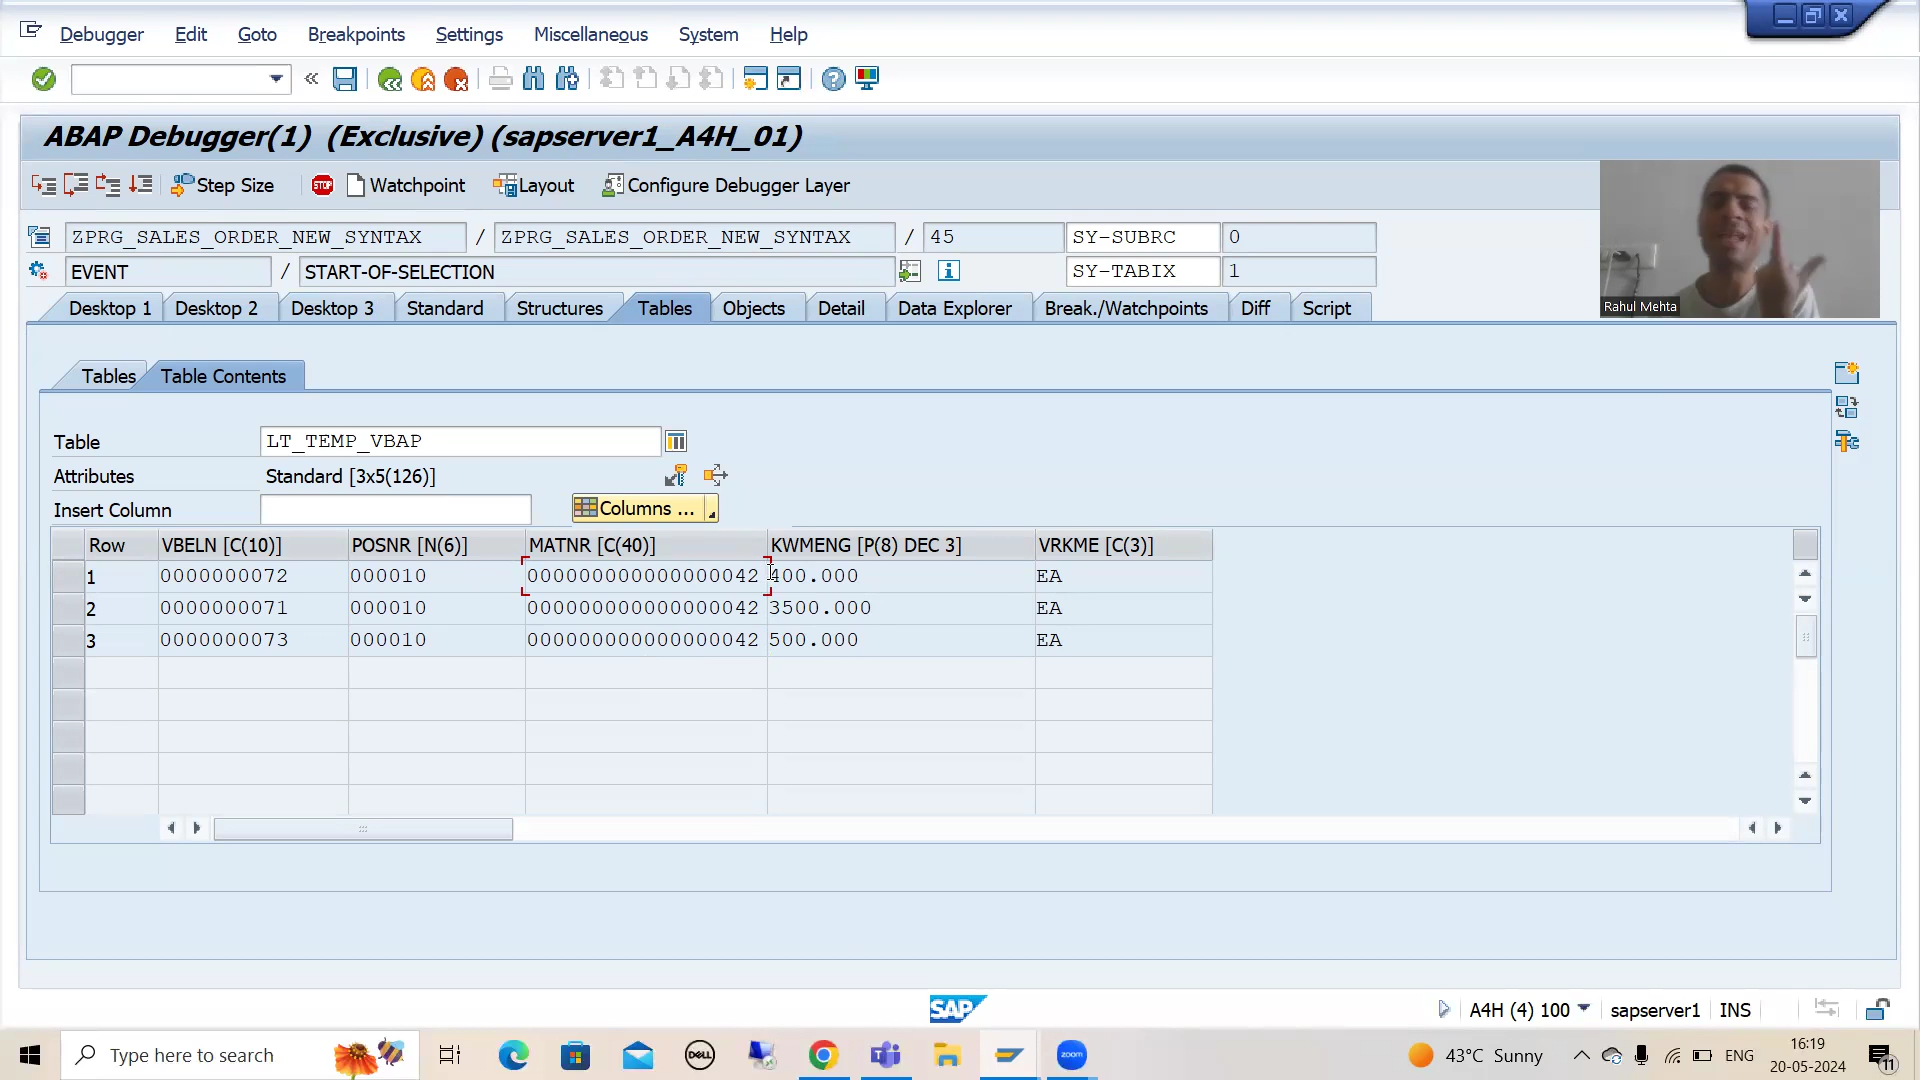 Debugger Edit Goto Breakpoints Settings Miscellaneous System Help
ABAP Debugger(1) (Exclusive) (sapserver1_A4H_01)
Step Size STOP Watchpoint Layout Configure Debugger Layer
ZPRG_SALES_ORDER_NEW_SYNTAX / ZPRG_SALES_ORDER_NEW_SYNTAX / 45 SY-SUBRC 0
EVENT / START-OF-SELECTION SY-TABIX 1
Rahul Mehta
Desktop 1 Desktop 2 Desktop 3 Standard Structures Tables Objects Detail Data Explorer Break./Watchpoints Diff Script
Tables Table Contents
Table LT_TEMP_VBAP
Attributes Standard [3x5(126)]
Insert Column Columns ...
Row VBELN [C(10)] POSNR [N(6)] MATNR [C(40)] KWMENG [P(8) DEC 3] VRKME [C(3)]
1 0000000072 000010 000000000000000042 400.000 EA
2 0000000071 000010 000000000000000042 3500.000 EA
3 0000000073 000010 000000000000000042 500.000 EA
SAP A4H (4) 100 sapserver1 INS
Type here to search DELL zoom 43°C Sunny ENG 16:19
20-05-2024 11